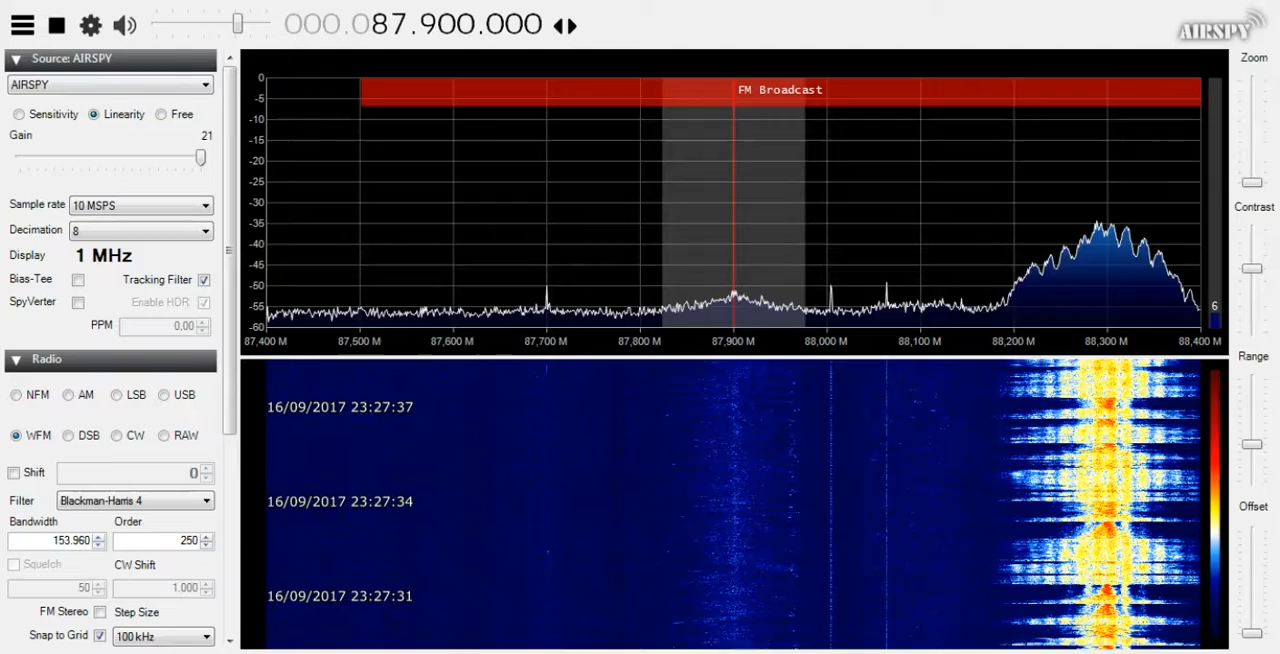 000.087.900.000
AIRSPY
Source: AIRSPY
AIRSPY
Sensitivity Linearity Free
Gain 21
Sample rate 10 MSPS
Decimation 8
Display 1 MHz
Bias-Tee Tracking Filter
SpyVerter Enable HDR
PPM 0.00
Radio
NFM AM LSB USB
WFM DSB CW RAW
Shift 0
Filter Blackman-Harris 4
Bandwidth Order
153.960 250
Squelch CW Shift
50 1.000
FM Stereo Step Size
Snap to Grid 100 kHz
FM Broadcast
0
-5
-10
-15
-20
-25
-30
-35
-40
-45
-50
-55
-60
6
87,400 M 87,500 M 87,600 M 87,700 M 87,800 M 87,900 M 88,000 M 88,100 M 88,200 M 88,300 M 88,400 M
16/09/2017 23:27:37
16/09/2017 23:27:34
16/09/2017 23:27:31
Zoom
Contrast
Range
Offset